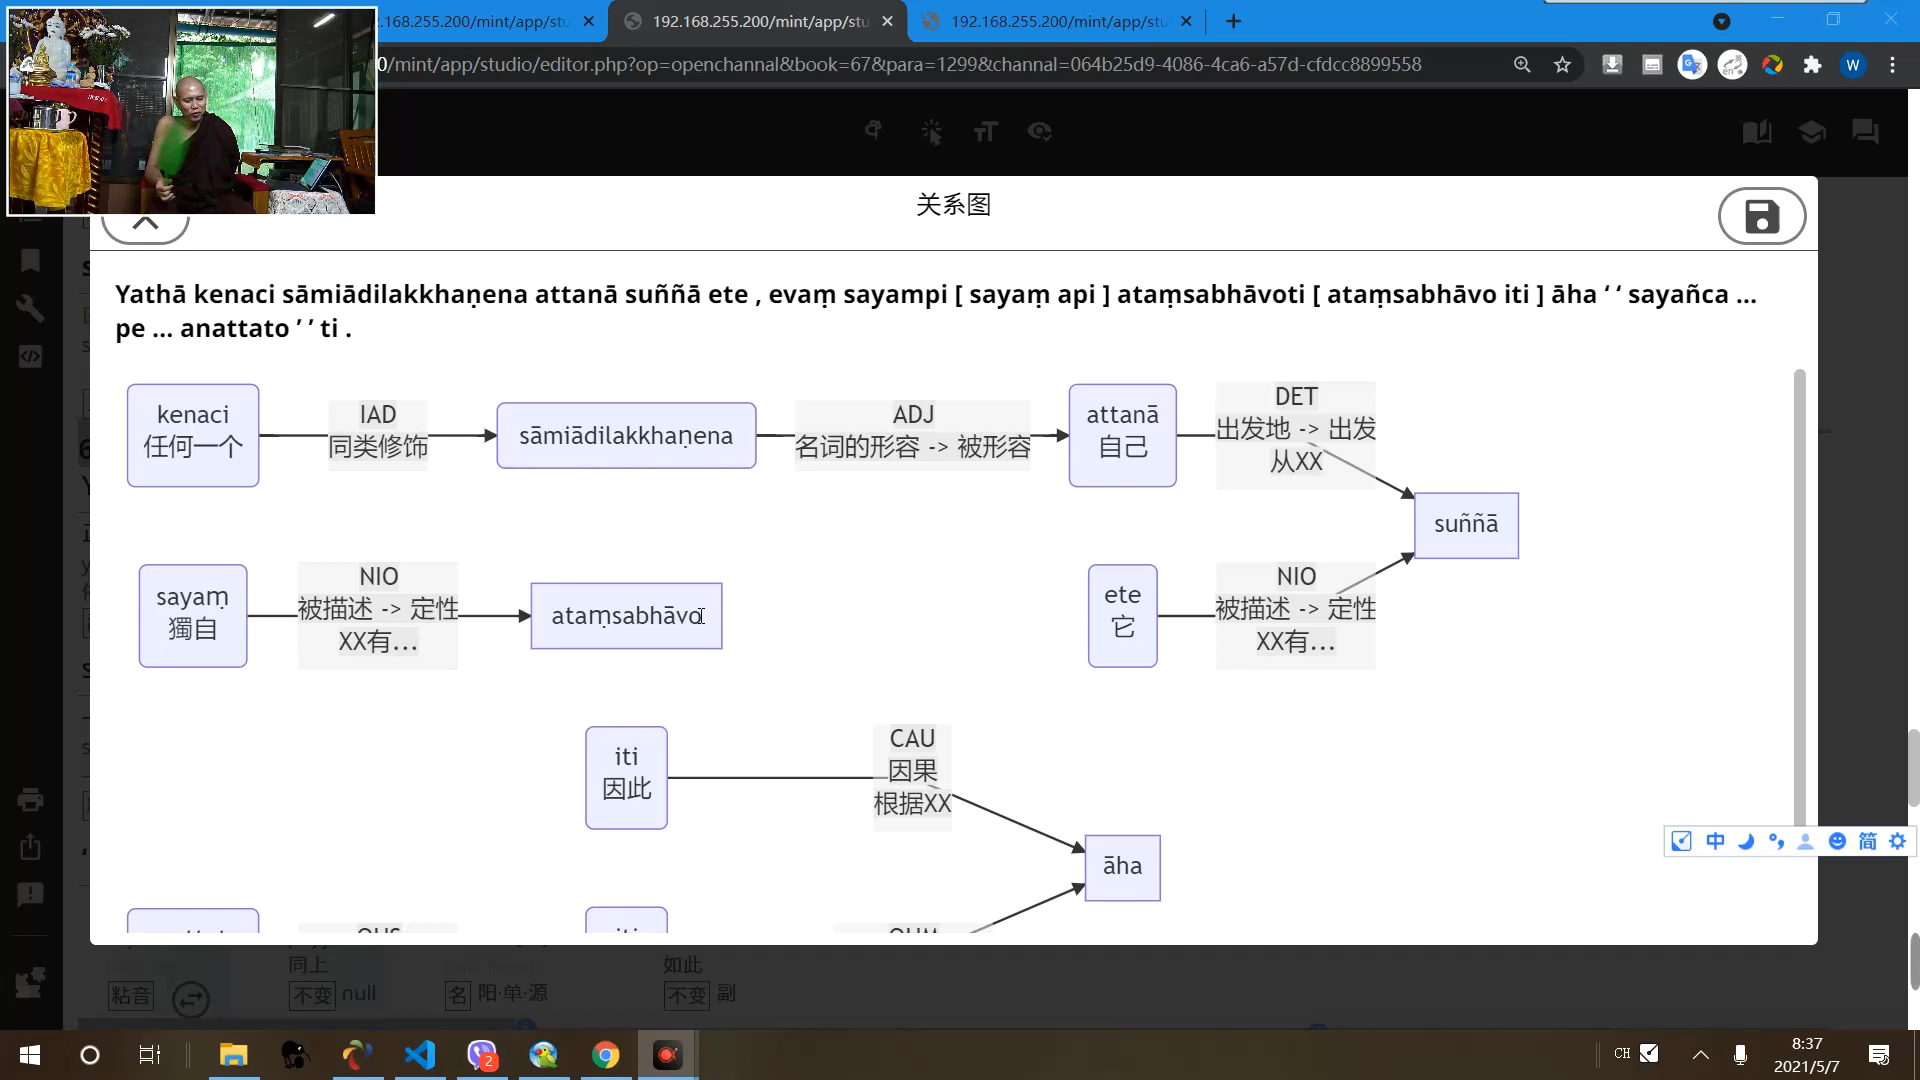 .168.255.200/mint/app/stu
192.168.255.200/mint/app/stu
192.168.255.200/mint/app/stu
0/mint/app/studio/editor.php?op=openchannal&book=67&para=1299&channal=064b25d9-4086-4ca6-a57d-cfdcc8899558
W
关系图
Yathā kenaci sāmiādilakkhaṇena attanā suññā ete , evaṃ sayampi [ sayaṃ api ] ataṃsabhāvoti [ ataṃsabhāvo iti ] āha ‘ ‘ sayañca ...
pe ... anattato ’ ’ ti .
kenaci
任何一个
IAD
同类修饰
sāmiādilakkhaṇena
ADJ
名词的形容 -> 被形容
attanā
自己
DET
出发地 -> 出发
从XX
suññā
sayaṃ
獨自
NIO
被描述 -> 定性
XX有...
ataṃsabhāvo
ete
它
NIO
被描述 -> 定性
XX有...
iti
因此
CAU
因果
根据XX
āha
iti
中
简
同上
如此
粘音
不变 null
名 阳·单·源
不变 副
2
CH
8:37
2021/5/7